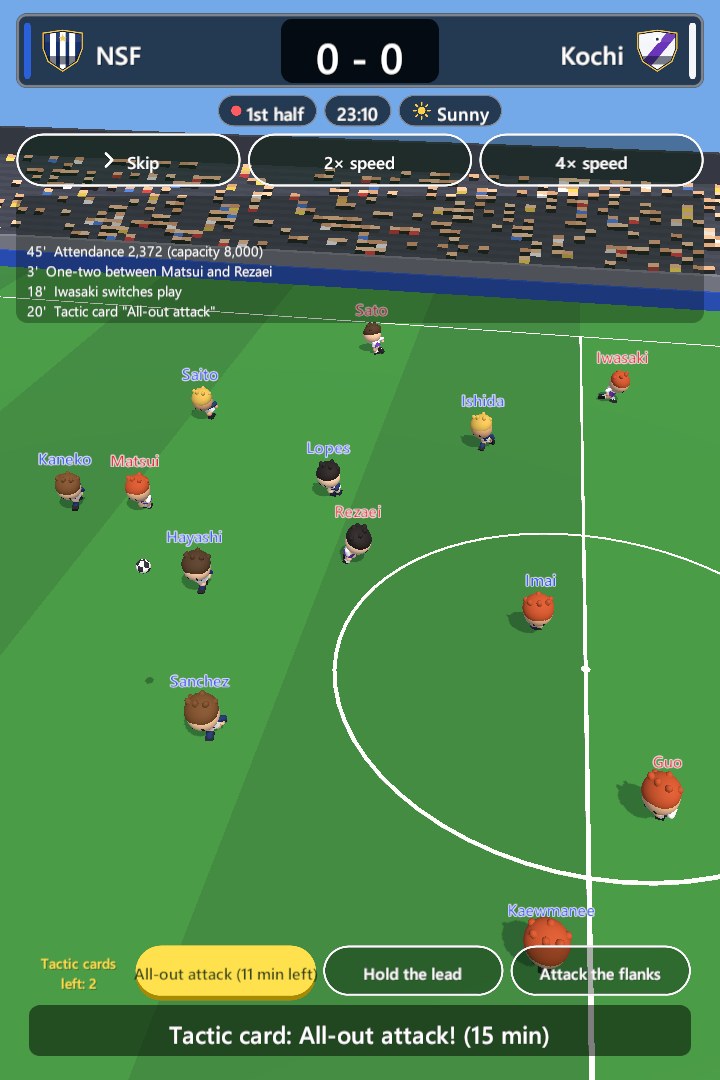 NSF
0 - 0
Kochi
1st half
23:10
Sunny
Skip
2× speed
4× speed
45' Attendance 2,372 (capacity 8,000)
3' One-two between Matsui and Rezaei
18' Iwasaki switches play
20' Tactic card "All-out attack"
Sato
Iwasaki
Saito
Ishida
Lopes
Kaneko
Matsui
Rezaei
Hayashi
Imai
Sanchez
Guo
Kaewmanee
Tactic cards
left: 2
All-out attack (11 min left)
Hold the lead
Attack the flanks
Tactic card: All-out attack! (15 min)